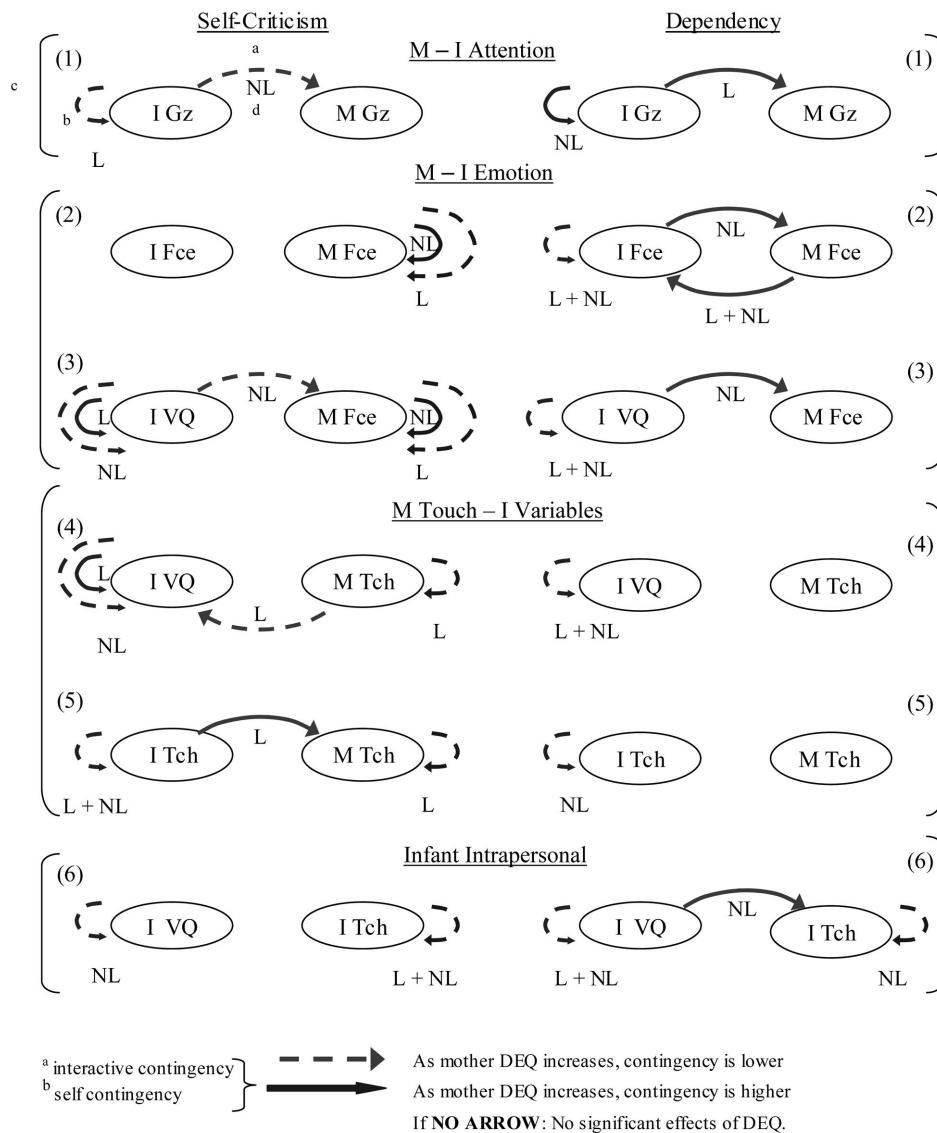 Self-Criticism Dependency
M – I Attention
(1) a (1)
c
I Gz NL M Gz I Gz L M Gz
b d
L NL
M – I Emotion
(2) (2)
I Fce M Fce NL I Fce NL M Fce
L L + NL L + NL
(3) (3)
L I VQ NL M Fce NL I VQ NL M Fce
NL L L + NL
M Touch – I Variables
(4) (4)
L I VQ M Tch I VQ M Tch
L
NL L L + NL
(5) (5)
I Tch L M Tch I Tch M Tch
L + NL L NL
Infant Intrapersonal
(6) (6)
I VQ I Tch I VQ NL I Tch
NL L + NL L + NL NL
a interactive contingency As mother DEQ increases, contingency is lower
b self contingency As mother DEQ increases, contingency is higher
If NO ARROW: No significant effects of DEQ.